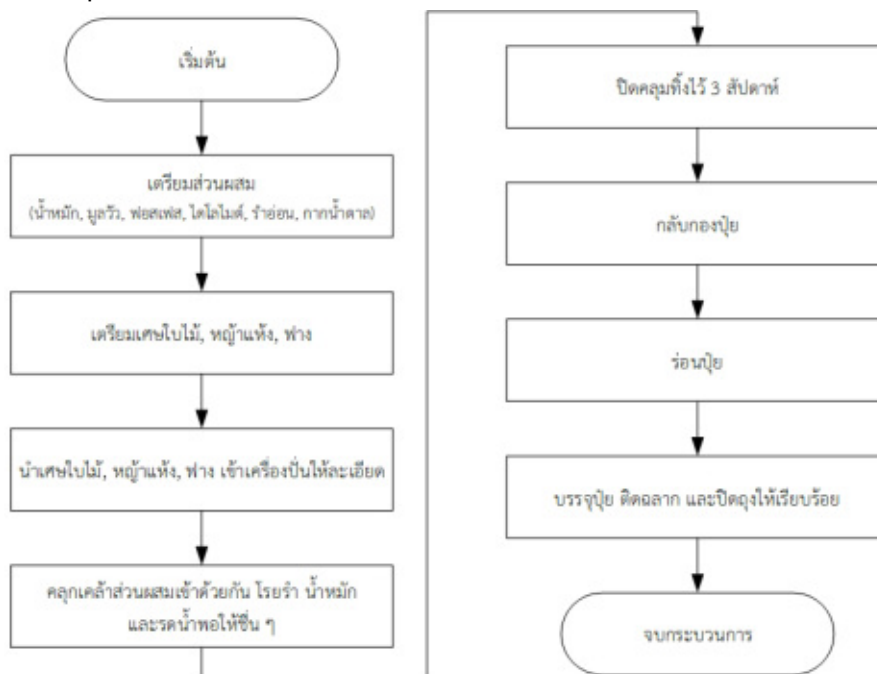 เริ่มต้น
เตรียมส่วนผสม
(น้ำหมัก, มูลวัว, ฟอสเฟส, โดโลไมต์, รำอ่อน, กากน้ำตาล)
เตรียมเศษใบไม้, หญ้าแห้ง, ฟาง
นำเศษใบไม้, หญ้าแห้ง, ฟาง เข้าเครื่องปั่นให้ละเอียด
คลุกเคล้าส่วนผสมเข้าด้วยกัน โรยรำ น้ำหมัก
และรดน้ำพอให้ชื่น ๆ
ปิดคลุมทิ้งไว้ 3 สัปดาห์
กลับกองปุ๋ย
ร่อนปุ๋ย
บรรจุปุ๋ย ติดฉลาก และปิดถุงให้เรียบร้อย
จบกระบวนการ